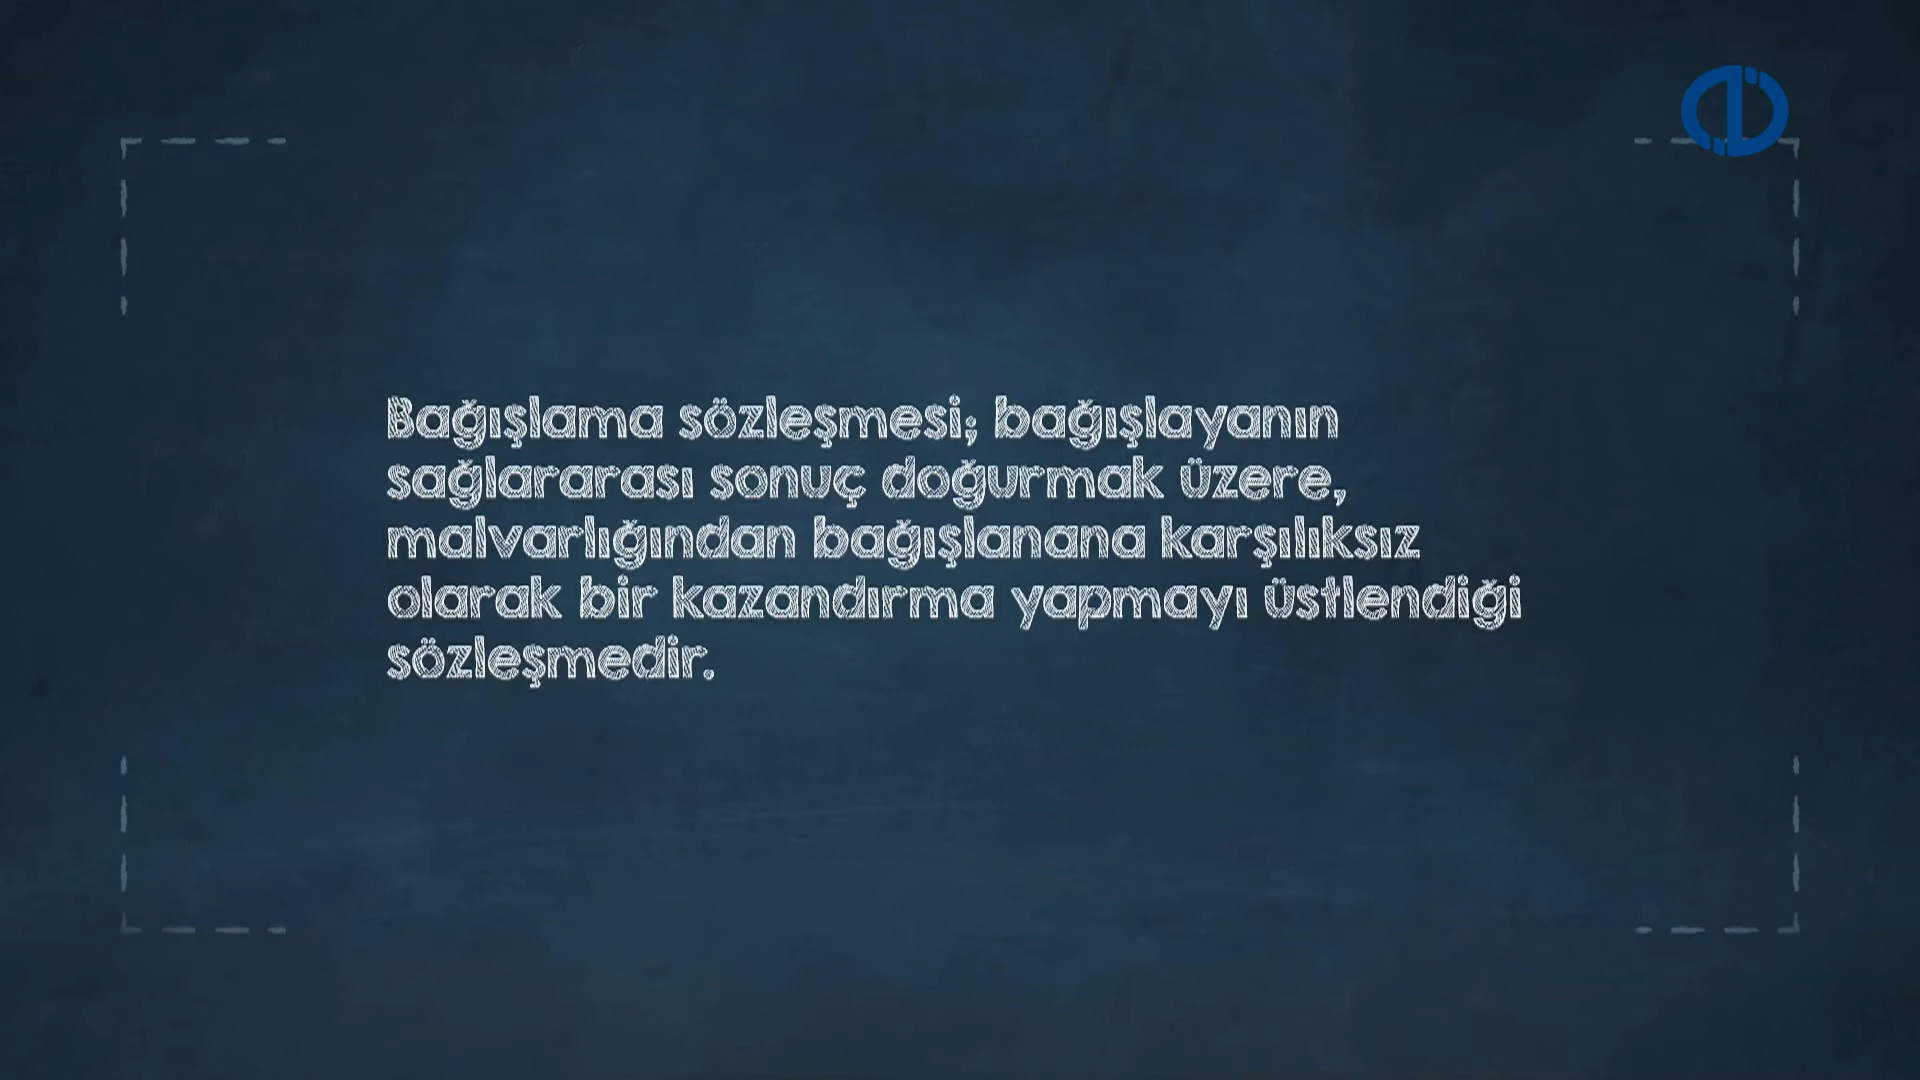 Bağışlama sözleşmesi; bağışlayanın
sağlararası sonuç doğurmak üzere,
malvarlığından bağışlanana karşılıksız
olarak bir kazandırma yapmayı üstlendiği
sözleşmedir.